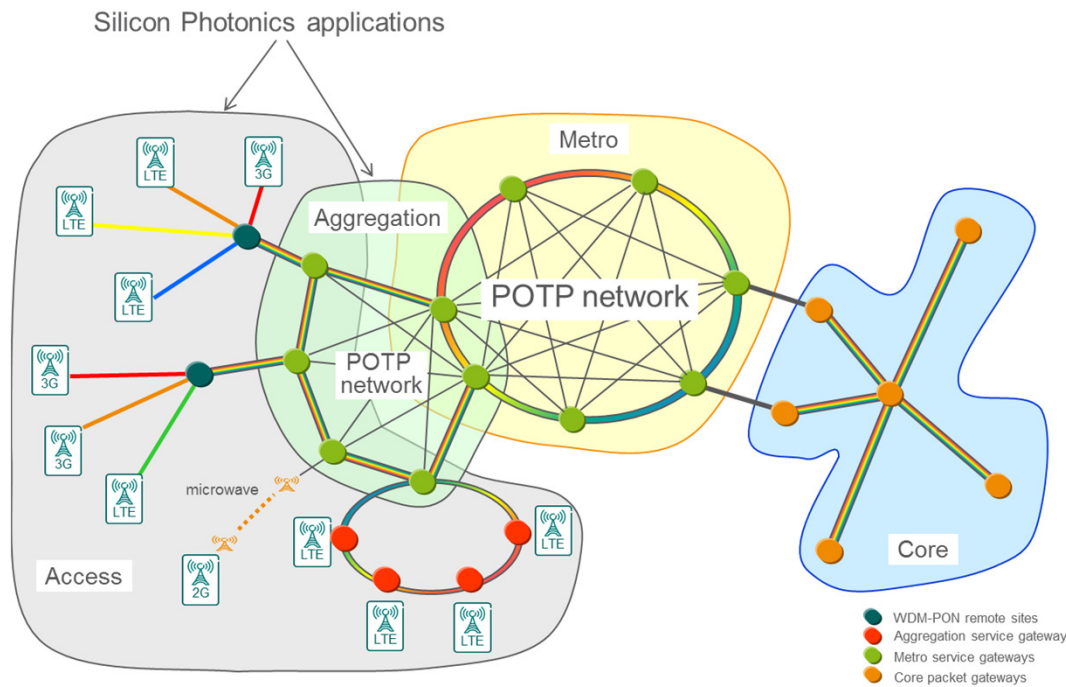 Silicon Photonics applications
Metro
LTE
3G
LTE
Aggregation
LTE
POTP network
3G
POTP
network
3G
LTE
microwave
LTE
LTE
Access
2G
LTE
LTE
Core
WDM-PON remote sites
Aggregation service gateway
Metro service gateways
Core packet gateways